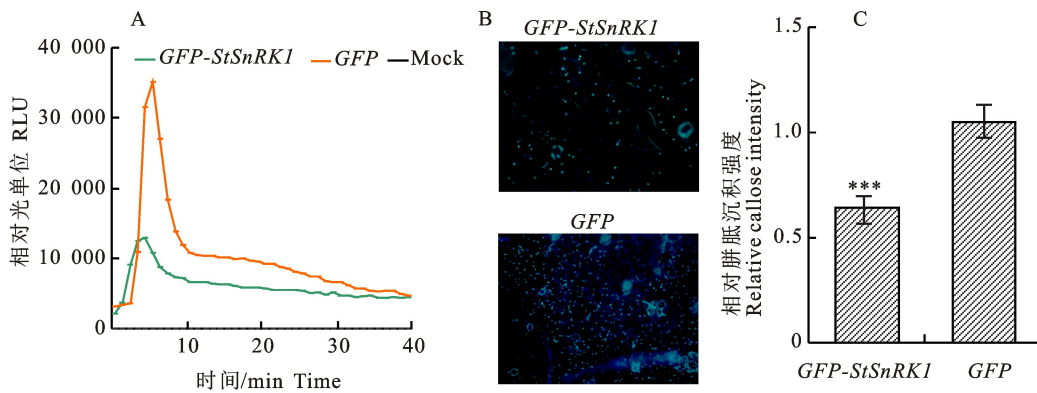 A
40 000
30 000
20 000
10 000
0
10
20
30
40
GFP-StSnRK1 GFP Mock
相对光单位 RLU
时间/min Time
B
GFP-StSnRK1
GFP
C
1.5
1.0
0.5
0
***
相对胼胝沉积强度
Relative callose intensity
GFP-StSnRK1 GFP